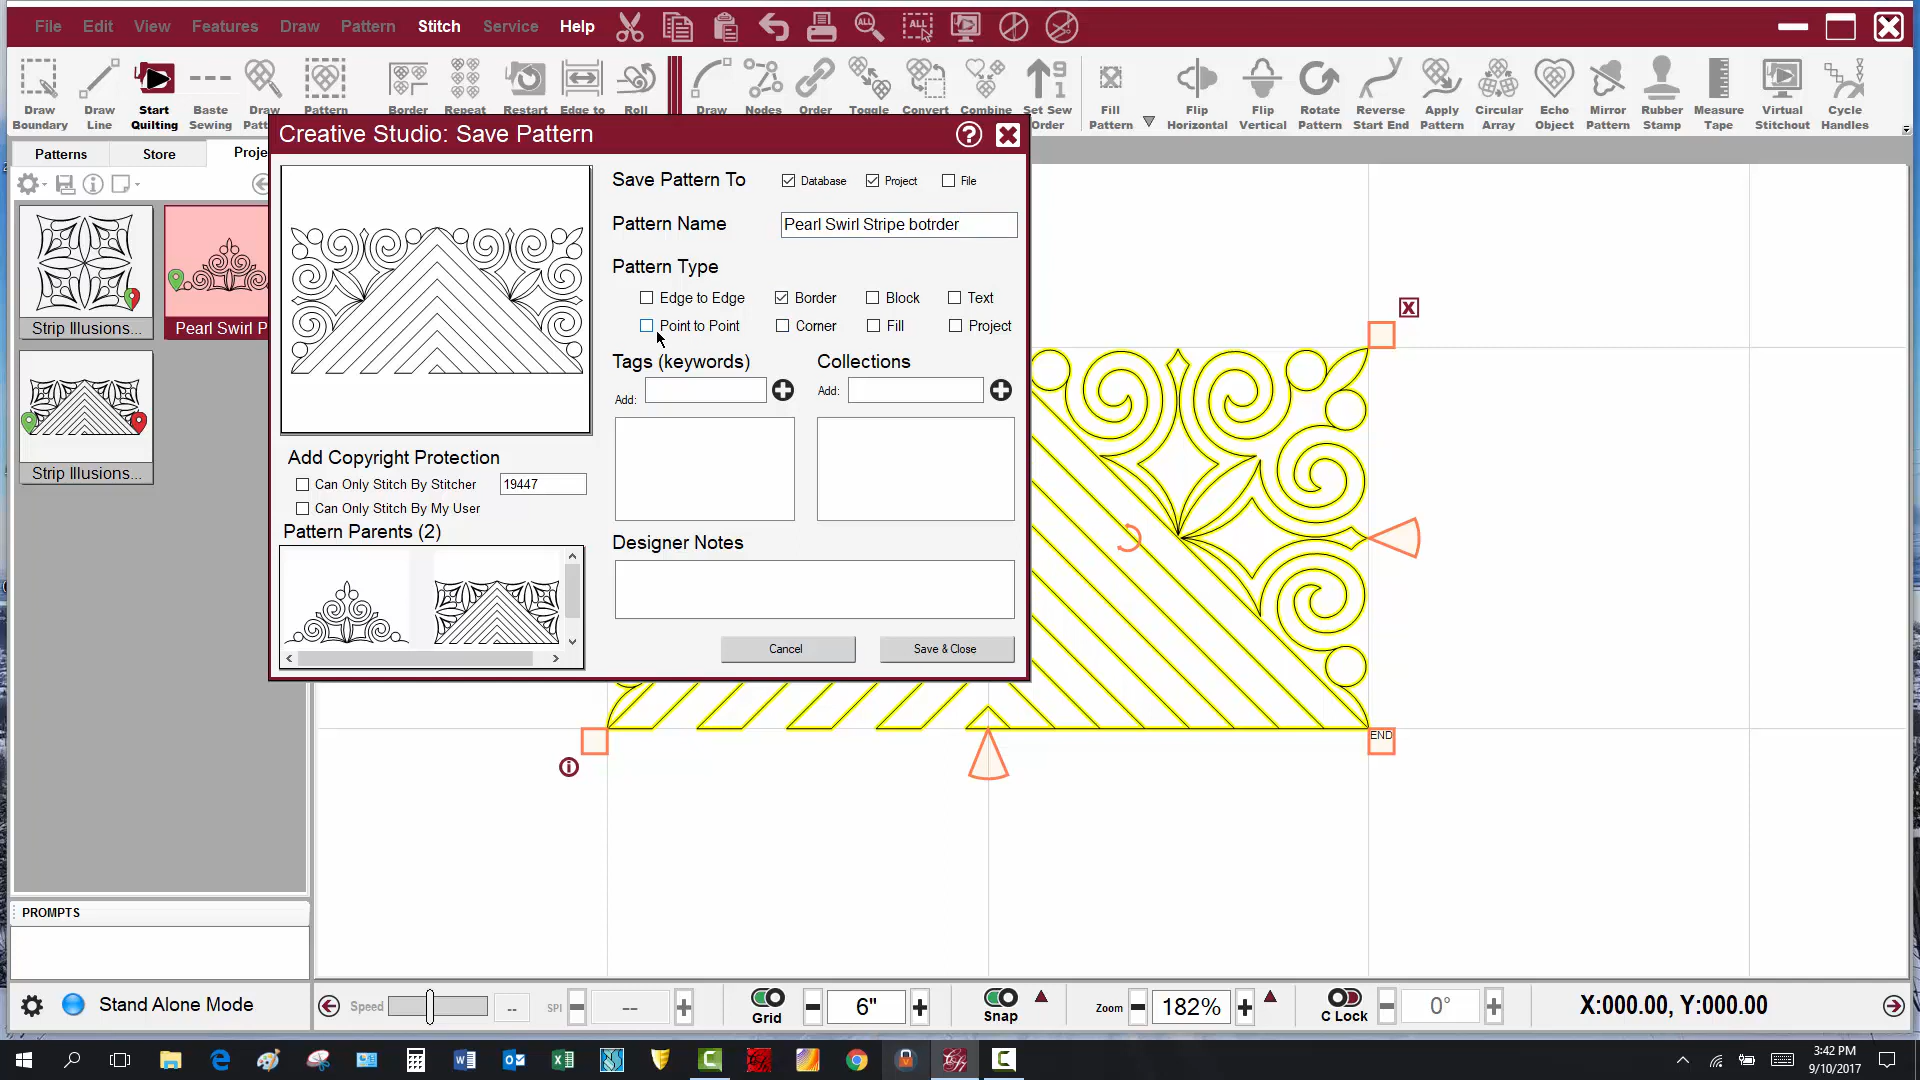 File Edit View Features Draw Pattern Stitch Service Help
ALL ALL
9
1
Draw Boundary
Draw Line
Start Quilting
Baste Sewing
Draw
Pattern
Border
Repeat
Restart
Edge to
Roll
Draw
Nodes
Order
Toggle
Convert
Combine
Set Sew Order
Fill Pattern
Flip Horizontal
Flip Vertical
Rotate Pattern
Reverse Start End
Apply Pattern
Circular Array
Echo Object
Mirror Pattern
Rubber Stamp
Measure Tape
Virtual Stitchout
Cycle Handles
Patterns Store Proje
Strip Illusions...
Pearl Swirl P
Strip Illusions...
Creative Studio: Save Pattern
Save Pattern To Database Project File
Pattern Name Pearl Swirl Stripe botrder
Pattern Type
Edge to Edge Border Block Text
Point to Point Corner Fill Project
Tags (keywords) Collections
Add: Add:
Add Copyright Protection
Can Only Stitch By Stitcher 19447
Can Only Stitch By My User
Pattern Parents (2)
Designer Notes
Cancel Save & Close
END
PROMPTS
Stand Alone Mode
Speed -- SPI --
Grid 6"
Snap
Zoom 182%
C Lock 0°
X:000.00, Y:000.00
3:42 PM
9/10/2017